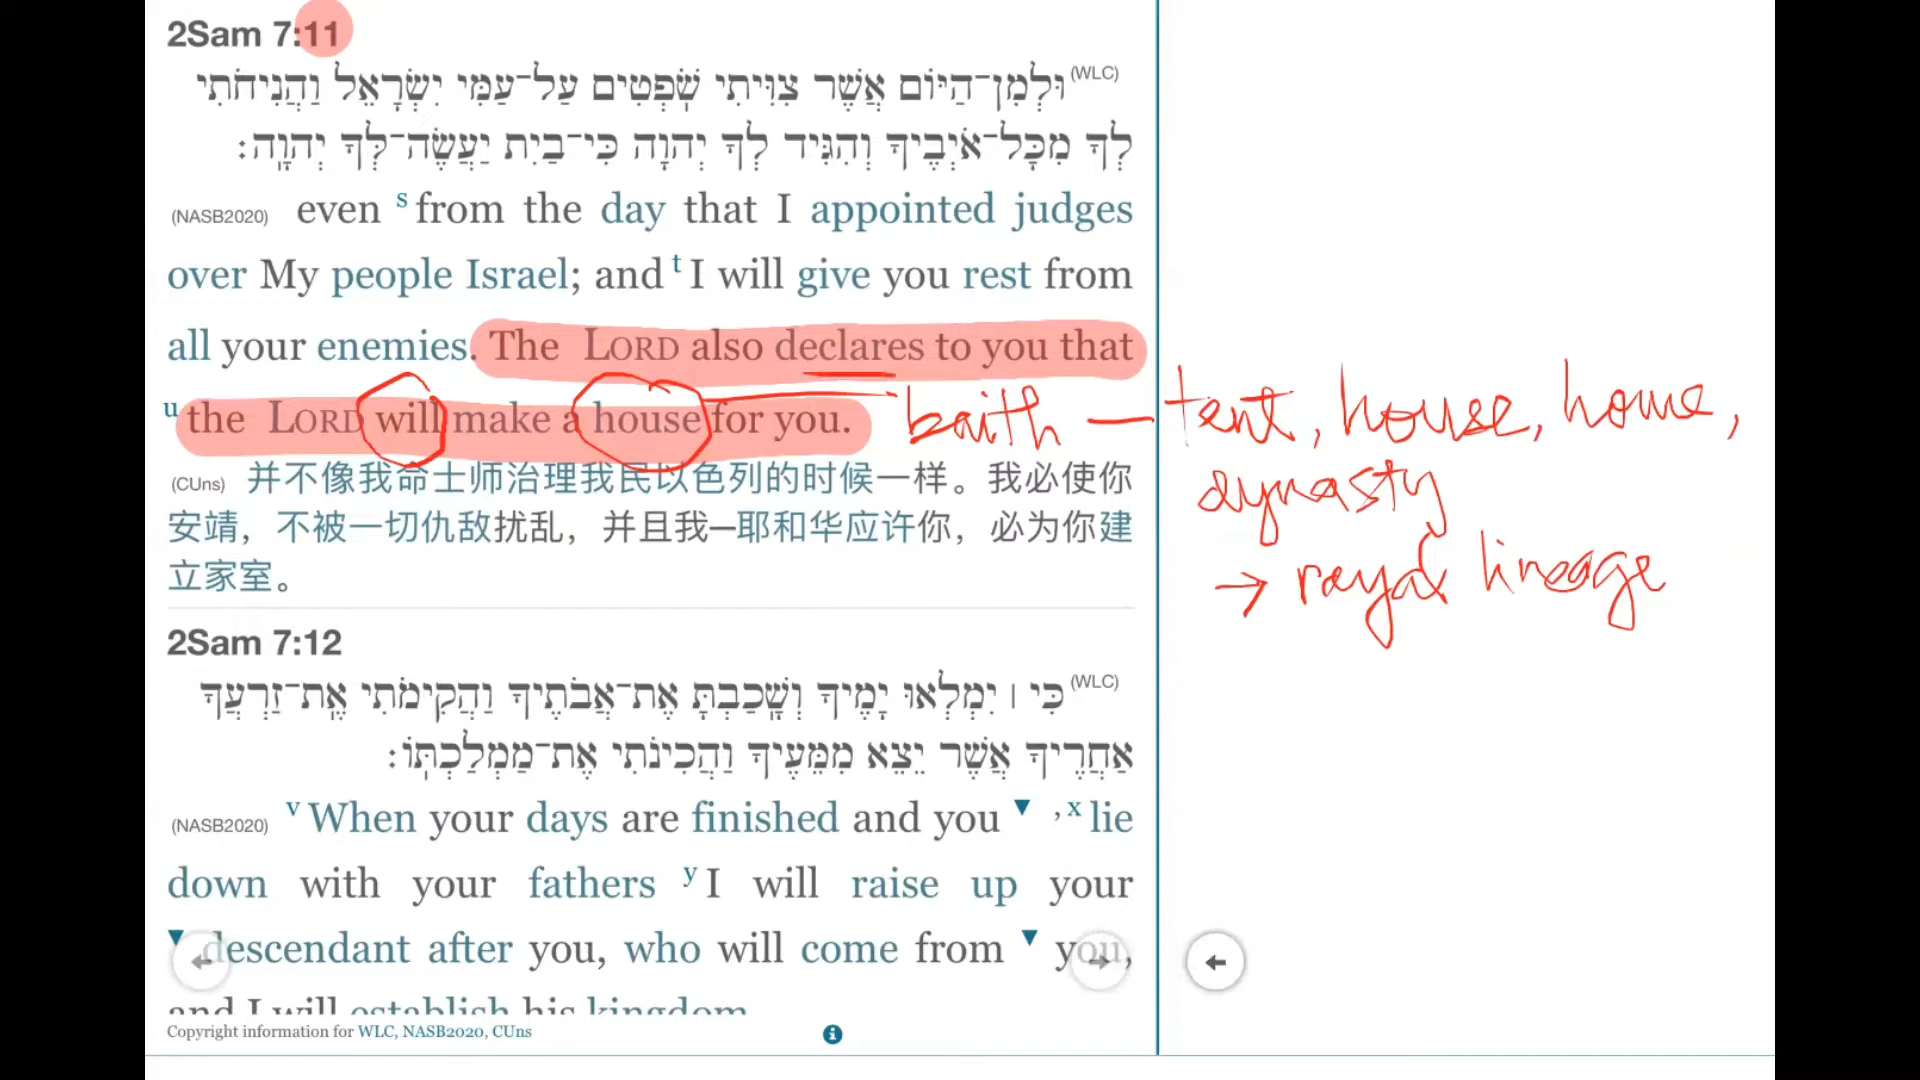 2Sam 7:11
(WLC) וּלְמִן־הַיּוֹם אֲשֶׁר צִוִּיתִי שֹׁפְטִים עַל־עַמִּי יִשְׂרָאֵל וַהֲנִיחֹתִי
לְךָ מִכָּל־אֹיְבֶיךָ וְהִגִּיד לְךָ יְהוָה כִּי־בַיִת יַעֲשֶׂה־לְּךָ יְהוָה׃
(NASB2020) even s from the day that I appointed judges
over My people Israel; and t I will give you rest from
all your enemies. The LORD also declares to you that
u the LORD will make a house for you.
baith — tent, house, home,
dynasty
→ royal lineage
(CUns) 并不像我命士师治理我民以色列的时候一样。我必使你
安靖，不被一切仇敌扰乱，并且我─耶和华应许你，必为你建
立家室。
2Sam 7:12
(WLC) כִּי ׀ יִמְלְאוּ יָמֶיךָ וְשָׁכַבְתָּ אֶת־אֲבֹתֶיךָ וַהֲקִימֹתִי אֶת־זַרְעֲךָ
אַחֲרֶיךָ אֲשֶׁר יֵצֵא מִמֵּעֶיךָ וַהֲכִינֹתִי אֶת־מַמְלַכְתּוֹ׃
(NASB2020) v When your days are finished and you ▼ , x lie
down with your fathers y I will raise up your
▼ descendant after you, who will come from ▼ you,
and I will establish his kingdom
Copyright information for WLC, NASB2020, CUns